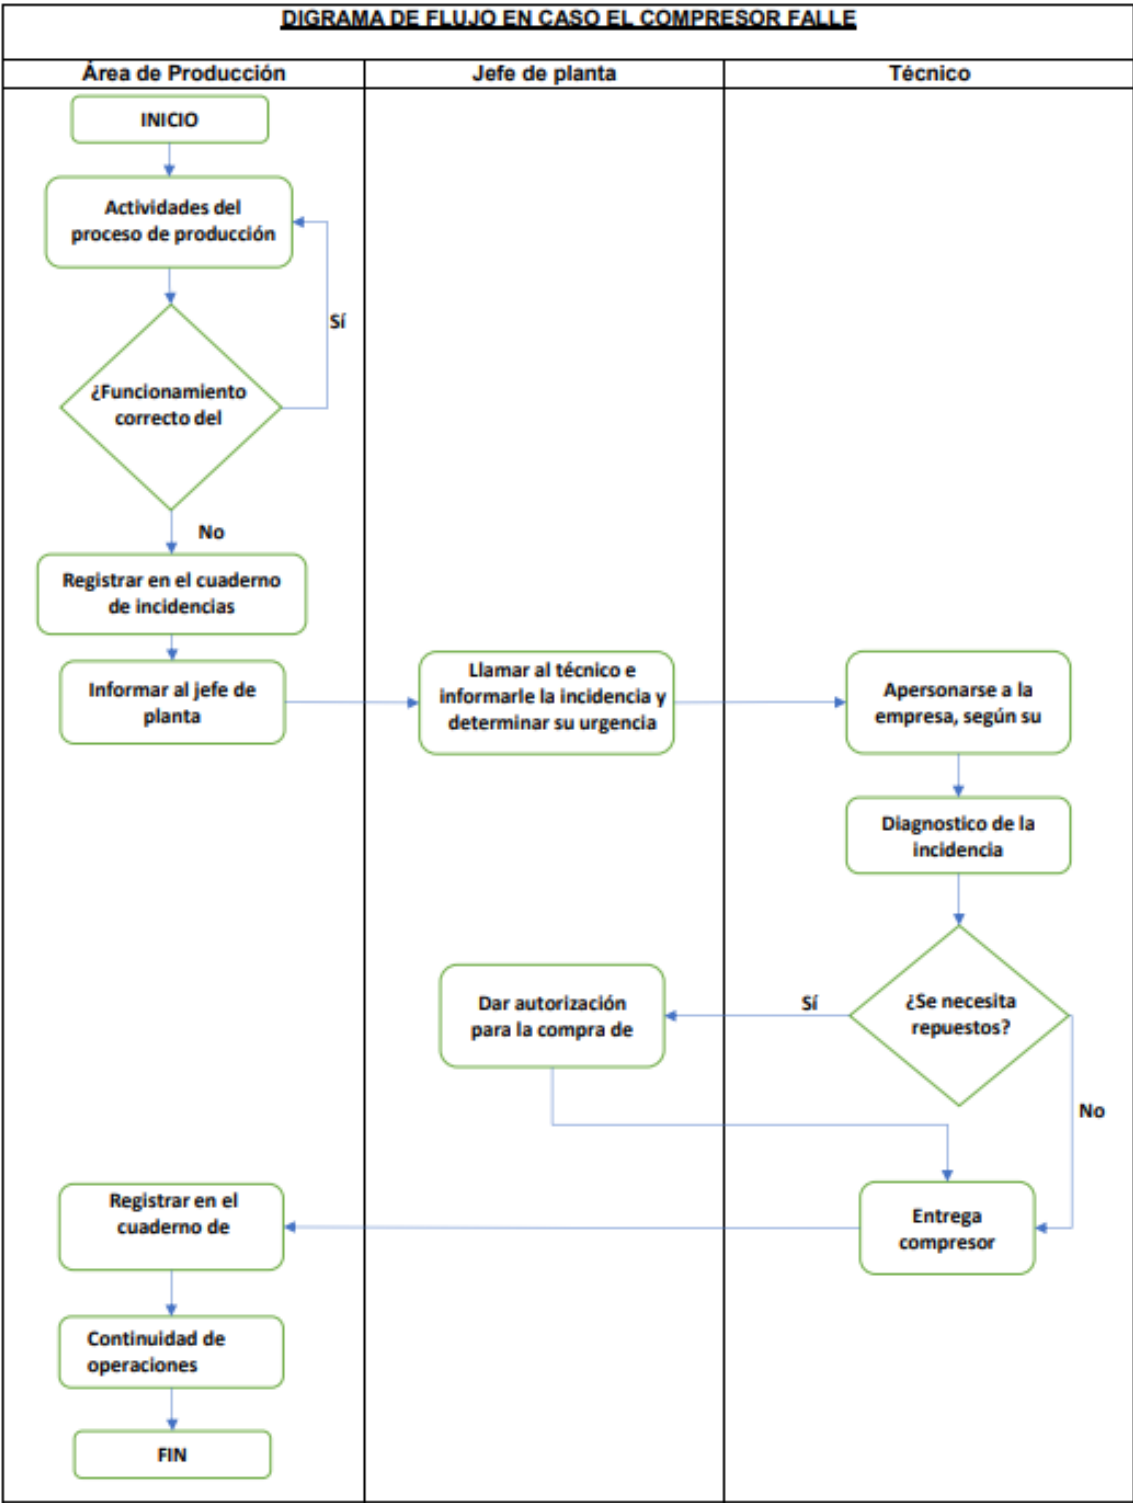 DIGRAMA DE FLUJO EN CASO EL COMPRESOR FALLE
Área de Producción
Jefe de planta
Técnico
INICIO
Actividades del
proceso de producción
Sí
¿Funcionamiento
correcto del
No
Registrar en el cuaderno
de incidencias
Informar al jefe de
planta
Llamar al técnico e
informarle la incidencia y
determinar su urgencia
Apersonarse a la
empresa, según su
Diagnostico de la
incidencia
¿Se necesita
repuestos?
Sí
Dar autorización
para la compra de
No
Entrega
compresor
Registrar en el
cuaderno de
Continuidad de
operaciones
FIN